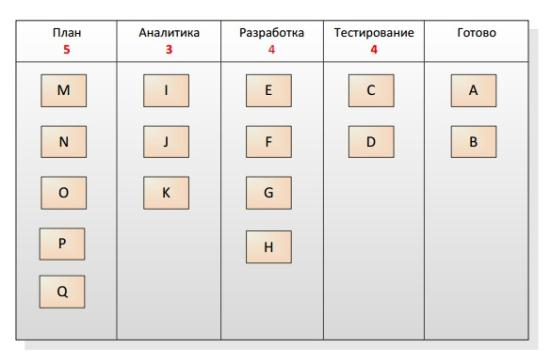 План Аналитика Разработка Тестирование Готово
5 3 4 4
M I E C A
N J F D B
O K G
P H
Q